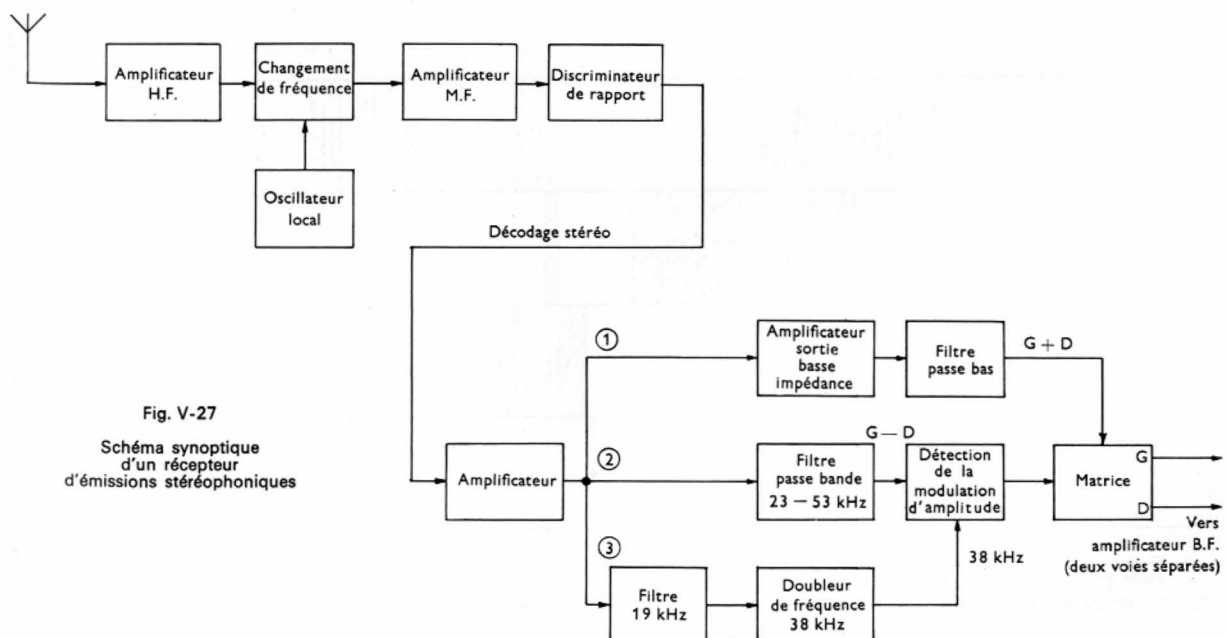 Amplificateur
H.F.
Changement
de fréquence
Amplificateur
M.F.
Discriminateur
de rapport
Oscillateur
local
Décodage stéréo
①
Amplificateur
sortie
basse
impédance
Filtre
passe bas
G + D
Fig. V-27
Schéma synoptique
d'un récepteur
d'émissions stéréophoniques
Amplificateur
②
Filtre
passe bande
23 — 53 kHz
G — D
Détection
de la
modulation
d'amplitude
Matrice
G
D
Vers
amplificateur B.F.
(deux voies séparées)
③
Filtre
19 kHz
Doubleur
de fréquence
38 kHz
38 kHz